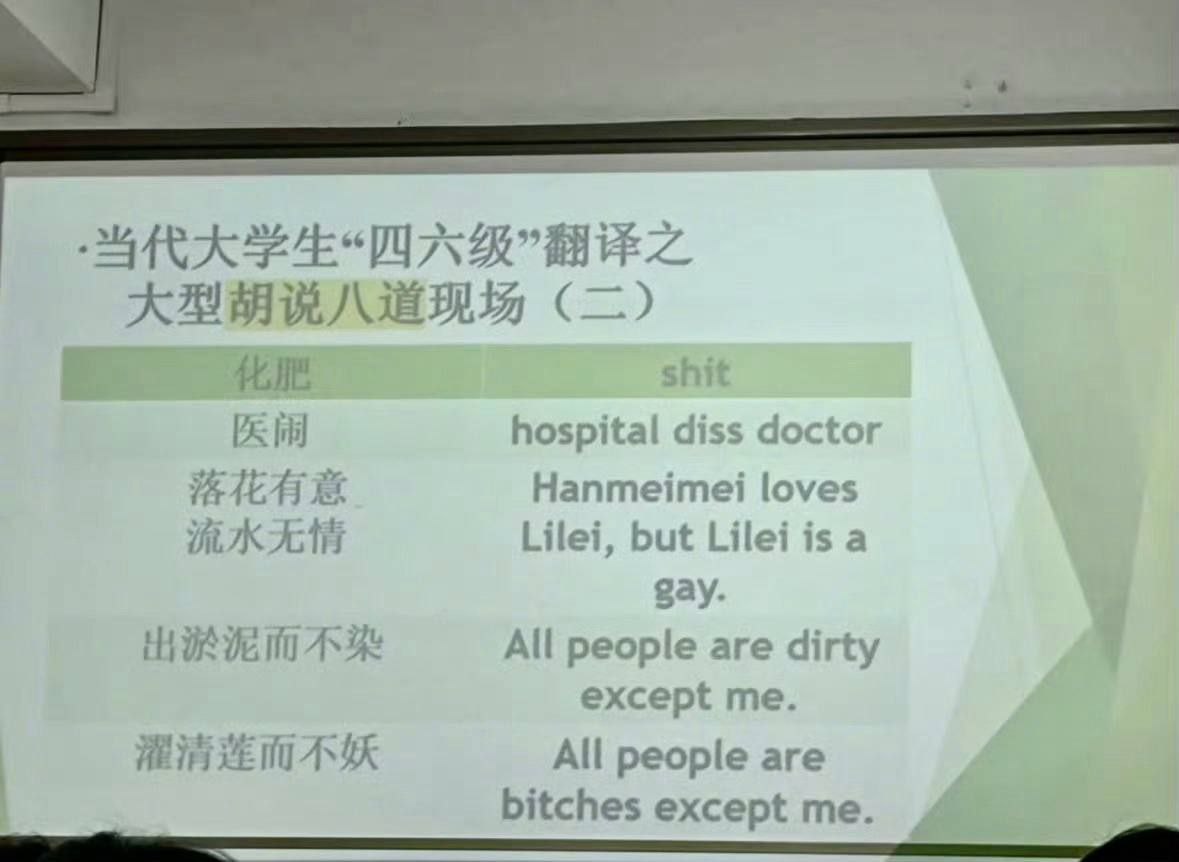 ·当代大学生“四六级”翻译之
大型胡说八道现场（二）
化肥 shit
医闹 hospital diss doctor
落花有意 Hanmeimei loves
流水无情 Lilei, but Lilei is a
gay.
出淤泥而不染 All people are dirty
except me.
濯清莲而不妖 All people are
bitches except me.